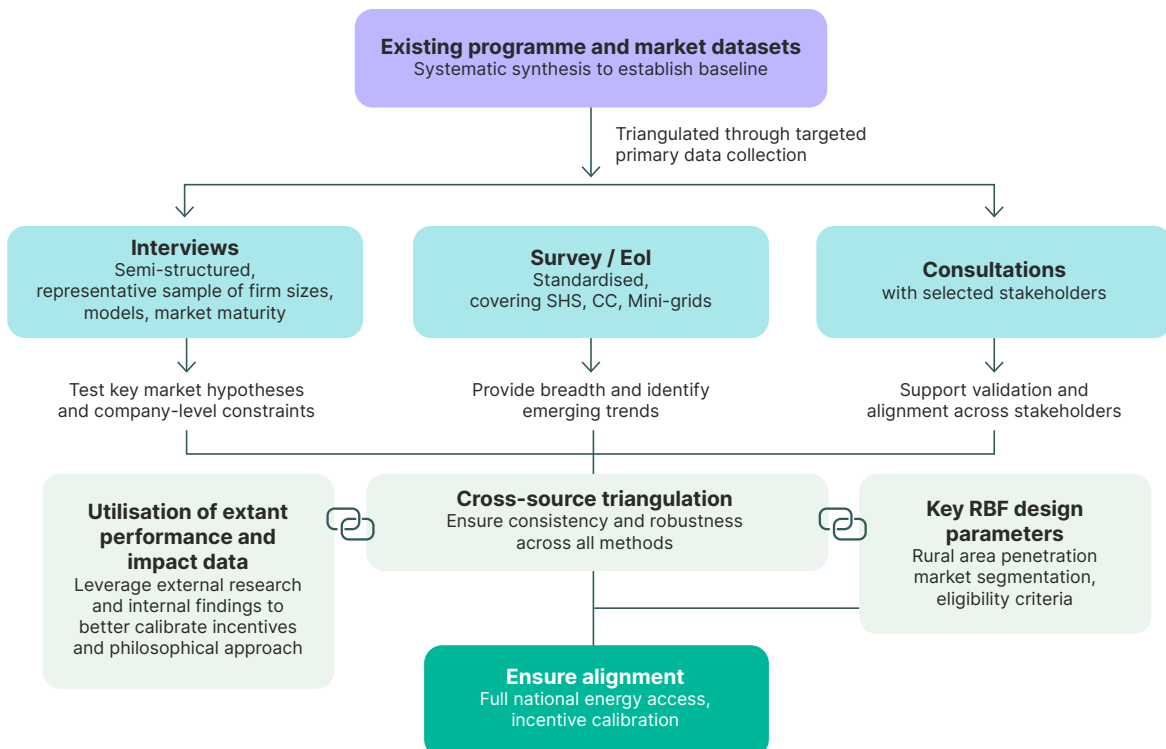 Existing programme and market datasets
Systematic synthesis to establish baseline
Triangulated through targeted
primary data collection
Interviews
Semi-structured,
representative sample of firm sizes,
models, market maturity
Survey / EoI
Standardised,
covering SHS, CC, Mini-grids
Consultations
with selected stakeholders
Test key market hypotheses
and company-level constraints
Provide breadth and identify
emerging trends
Support validation and
alignment across stakeholders
Utilisation of extant
performance and
impact data
Leverage external research
and internal findings to
better calibrate incentives
and philosophical approach
Cross-source triangulation
Ensure consistency and robustness
across all methods
Key RBF design
parameters
Rural area penetration
market segmentation,
eligibility criteria
Ensure alignment
Full national energy access,
incentive calibration